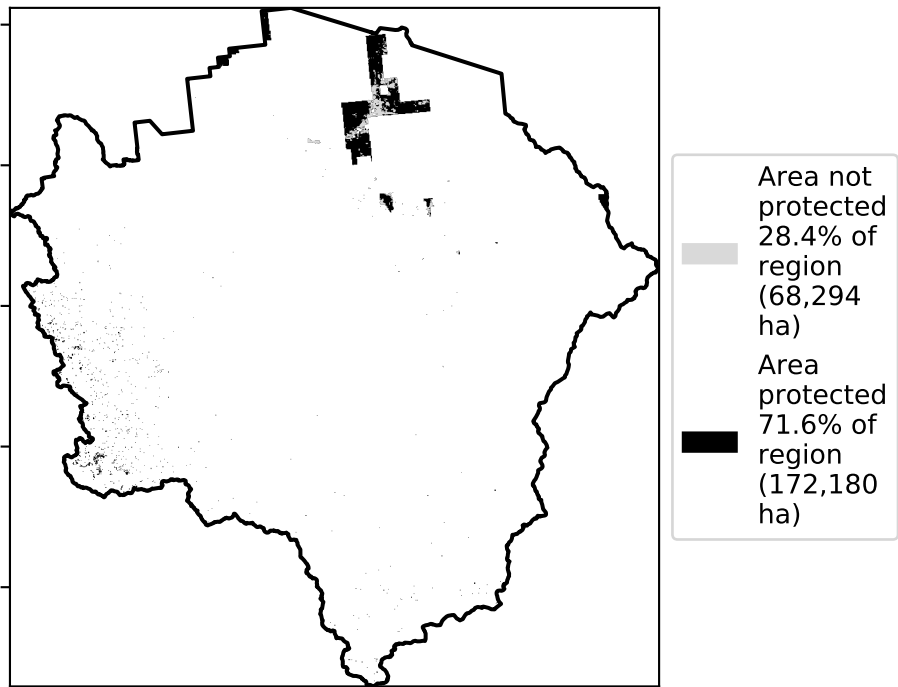 Area not
protected
28.4% of
region
(68,294
ha)
Area
protected
71.6% of
region
(172,180
ha)